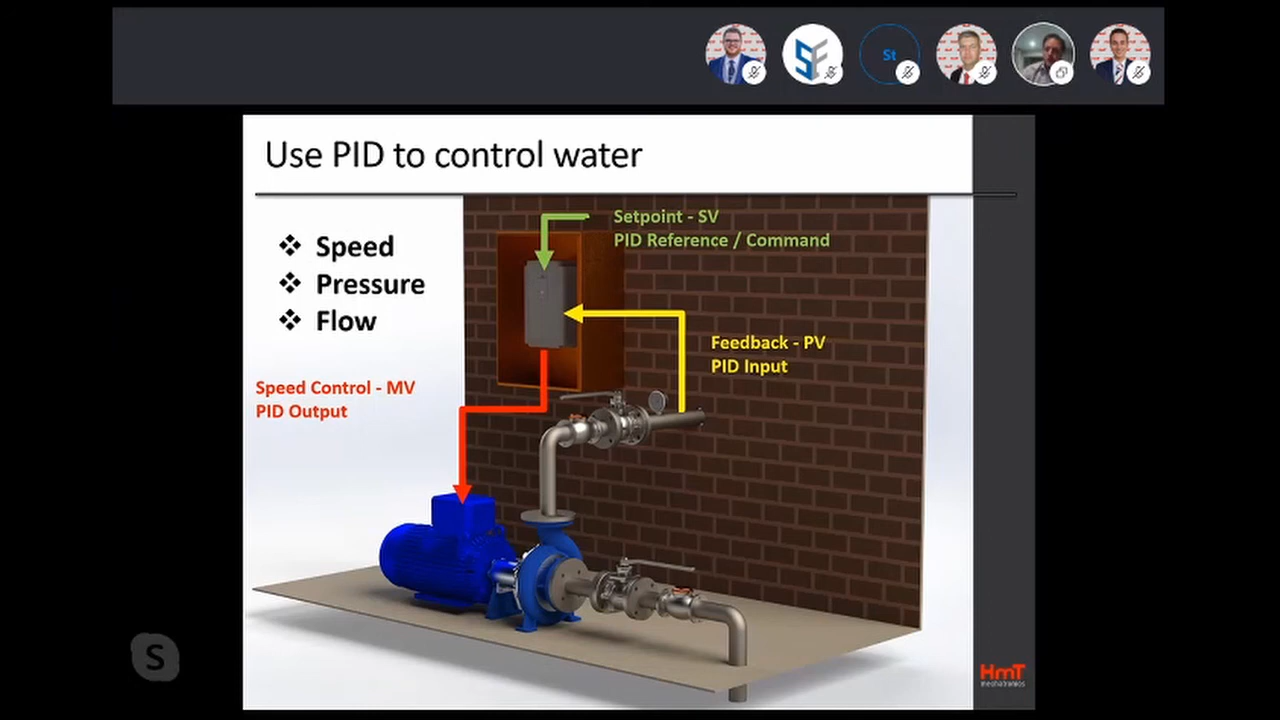 St
Use PID to control water
Speed
Pressure
Flow
Setpoint - SV
PID Reference / Command
Feedback - PV
PID Input
Speed Control - MV
PID Output
S
HmT
mechatronics